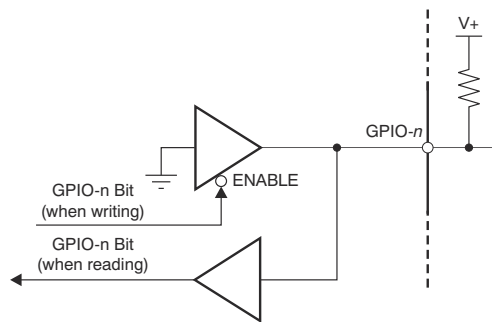 V+
GPIO-n
ENABLE
GPIO-n Bit
(when writing)
GPIO-n Bit
(when reading)